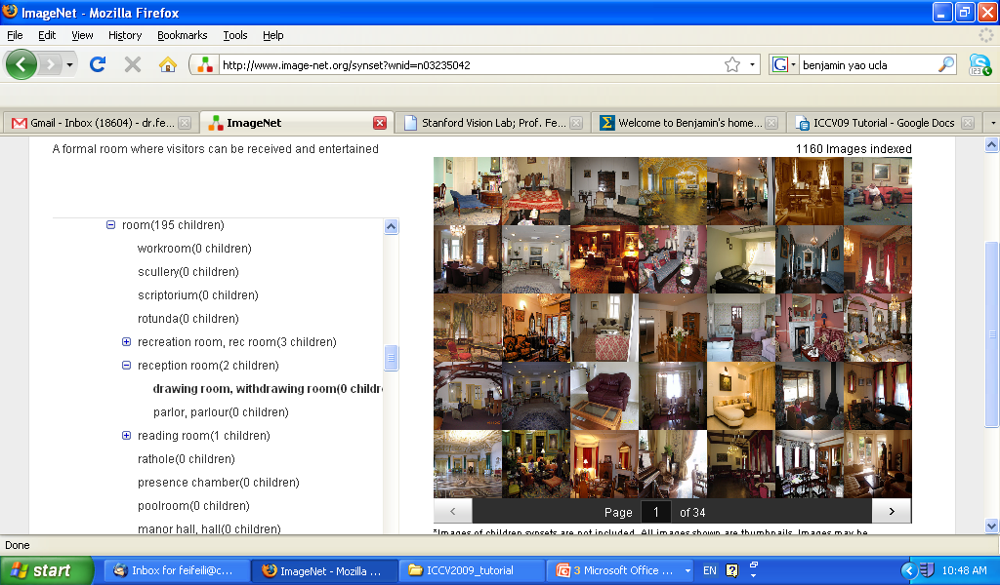 ImageNet - Mozilla Firefox
File Edit View History Bookmarks Tools Help
http://www.image-net.org/synset?wnid=n03235042
benjamin yao ucla
Gmail - Inbox (18604) - dr.fe...
ImageNet
Stanford Vision Lab; Prof. Fe...
Welcome to Benjamin's home...
ICCV09 Tutorial - Google Docs
A formal room where visitors can be received and entertained
1160 Images indexed
room(195 children)
workroom(0 children)
scullery(0 children)
scriptorium(0 children)
rotunda(0 children)
recreation room, rec room(3 children)
reception room(2 children)
drawing room, withdrawing room(0 childr
parlor, parlour(0 children)
reading room(1 children)
rathole(0 children)
presence chamber(0 children)
poolroom(0 children)
manor hall, hall(0 children)
< Page 1 of 34 >
*Images of children synsets are not included. All images shown are thumbnails. Images may be
Done
start
Inbox for feifeili@c...
ImageNet - Mozilla ...
ICCV2009_tutorial
3 Microsoft Office ...
EN
10:48 AM